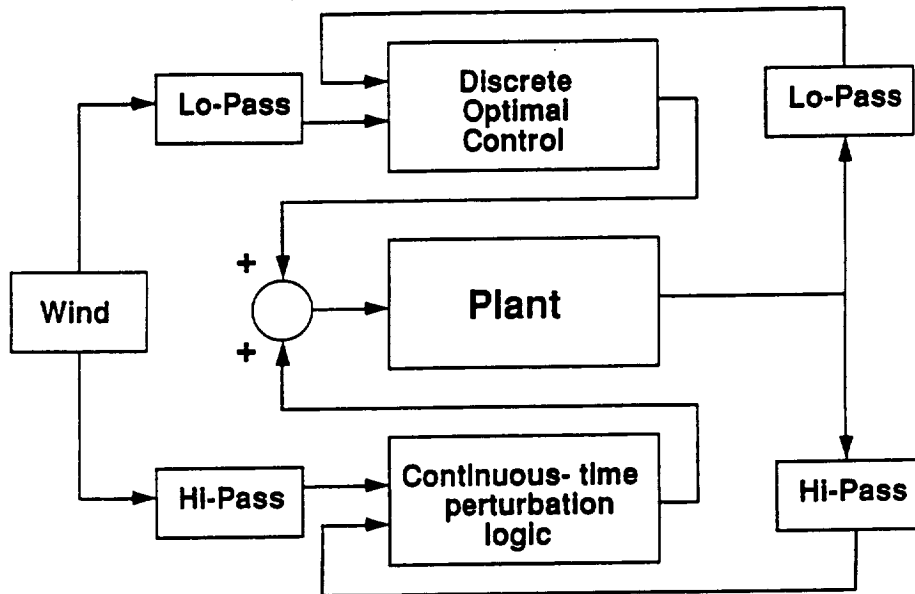 Discrete
Optimal
Control
Lo-Pass
Lo-Pass
+
Wind
Plant
+
Continuous- time
perturbation
logic
Hi-Pass
Hi-Pass